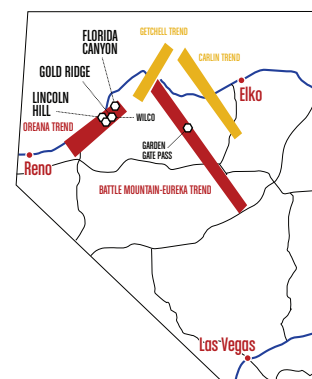 GETCHELL TREND
FLORIDA
CANYON
CARLIN TREND
GOLD RIDGE
Elko
LINCOLN
HILL
WILCO
OREANA TREND
GARDEN
GATE PASS
Reno
BATTLE MOUNTAIN-EUREKA TREND
Las Vegas